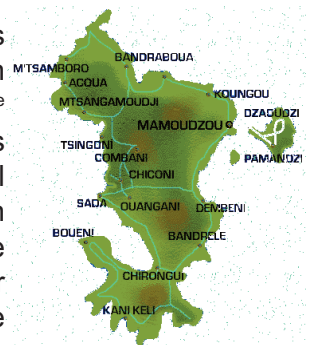 BANDRABOUA
M'TSAMBORO
ACOUA
KOUNGOU
MTSANGAMOUDJI
DZAOUDZI
MAMOUDZOU
TSINGONI
COMBANI
PAMANDZI
CHICONI
SADA
OUANGANI
DEMBENI
BOUENI
BANDRELE
CHIRONGUI
KANI KELI